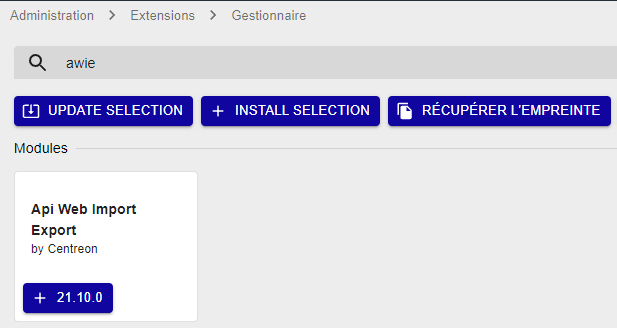 Administration > Extensions > Gestionnaire
awie
UPDATE SELECTION + INSTALL SELECTION RÉCUPÉRER L'EMPREINTE
Modules
Api Web Import
Export
by Centreon
+ 21.10.0